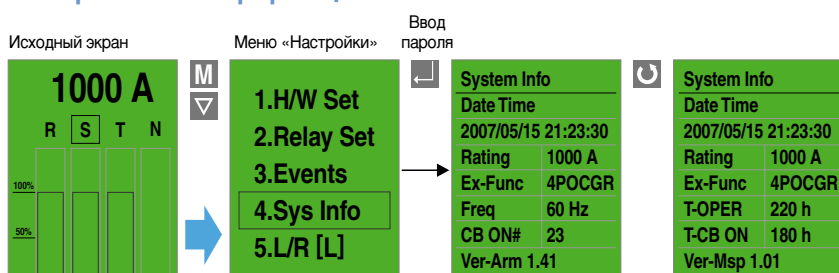 Исходный экран
1000 A
R S T N
100%
50%
M
Меню «Настройки»
1.H/W Set
2.Relay Set
3.Events
4.Sys Info
5.L/R [L]
Ввод
пароля
System Info
Date Time
2007/05/15 21:23:30
Rating 1000 A
Ex-Func 4POCGR
Freq 60 Hz
CB ON# 23
Ver-Arm 1.41
System Info
Date Time
2007/05/15 21:23:30
Rating 1000 A
Ex-Func 4POCGR
T-OPER 220 h
T-CB ON 180 h
Ver-Msp 1.01